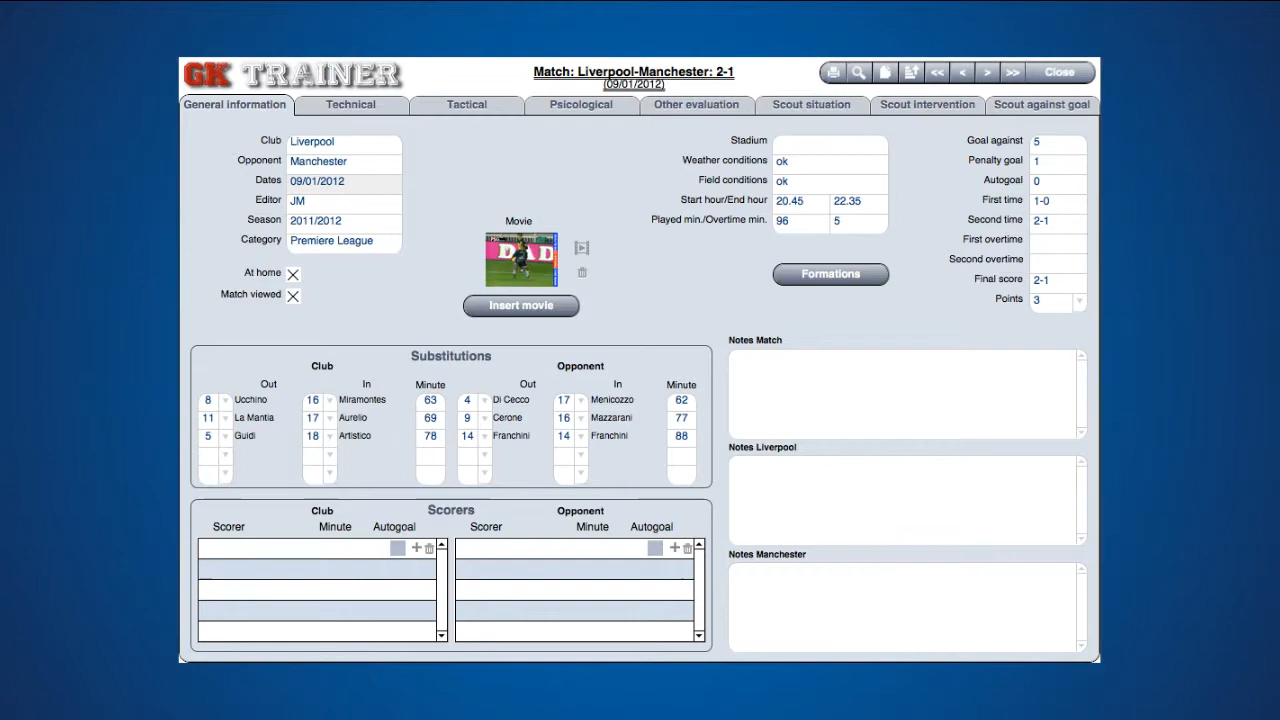 GK TRAINER
Match: Liverpool-Manchester: 2-1
(09/01/2012)
<< < > >> Close
General information Technical Tactical Psicological Other evaluation Scout situation Scout intervention Scout against goal
Club Liverpool
Opponent Manchester
Dates 09/01/2012
Editor JM
Season 2011/2012
Category Premiere League
At home
Match viewed
Movie
DAD
Insert movie
Stadium
Weather conditions ok
Field conditions ok
Start hour/End hour 20.45 22.35
Played min./Overtime min. 96 5
Formations
Goal against 5
Penalty goal 1
Autogoal 0
First time 1-0
Second time 2-1
First overtime
Second overtime
Final score 2-1
Points 3
Substitutions
Club Opponent
Out In Minute Out In Minute
8 Ucchino 16 Miramontes 63 4 Di Cecco 17 Menicozzo 62
11 La Mantia 17 Aurelio 69 9 Cerone 16 Mazzarani 77
5 Guidi 18 Artistico 78 14 Franchini 14 Franchini 88
Club Scorers Opponent
Scorer Minute Autogoal Scorer Minute Autogoal
Notes Match
Notes Liverpool
Notes Manchester